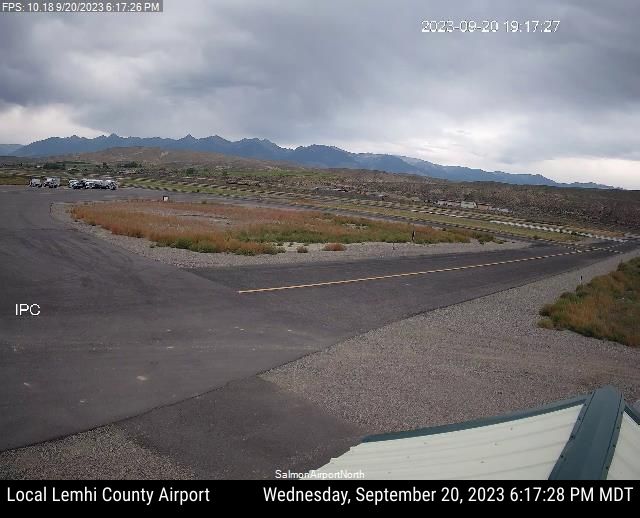 FPS: 10.18 9/20/2023 6:17:26 PM
2023-09-20 19:17:27
IPC
SalmonAirportNorth
Local Lemhi County Airport
Wednesday, September 20, 2023 6:17:28 PM MDT